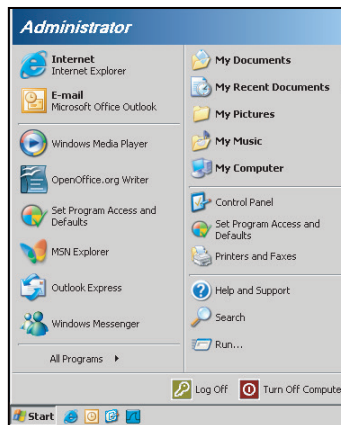 Administrator
Internet
Internet Explorer
E-mail
Microsoft Office Outlook
Windows Media Player
OpenOffice.org Writer
Set Program Access and
Defaults
MSN Explorer
Outlook Express
Windows Messenger
All Programs
My Documents
My Recent Documents
My Pictures
My Music
My Computer
Control Panel
Set Program Access and
Defaults
Printers and Faxes
Help and Support
Search
Run...
Log Off
Turn Off Compute
Start